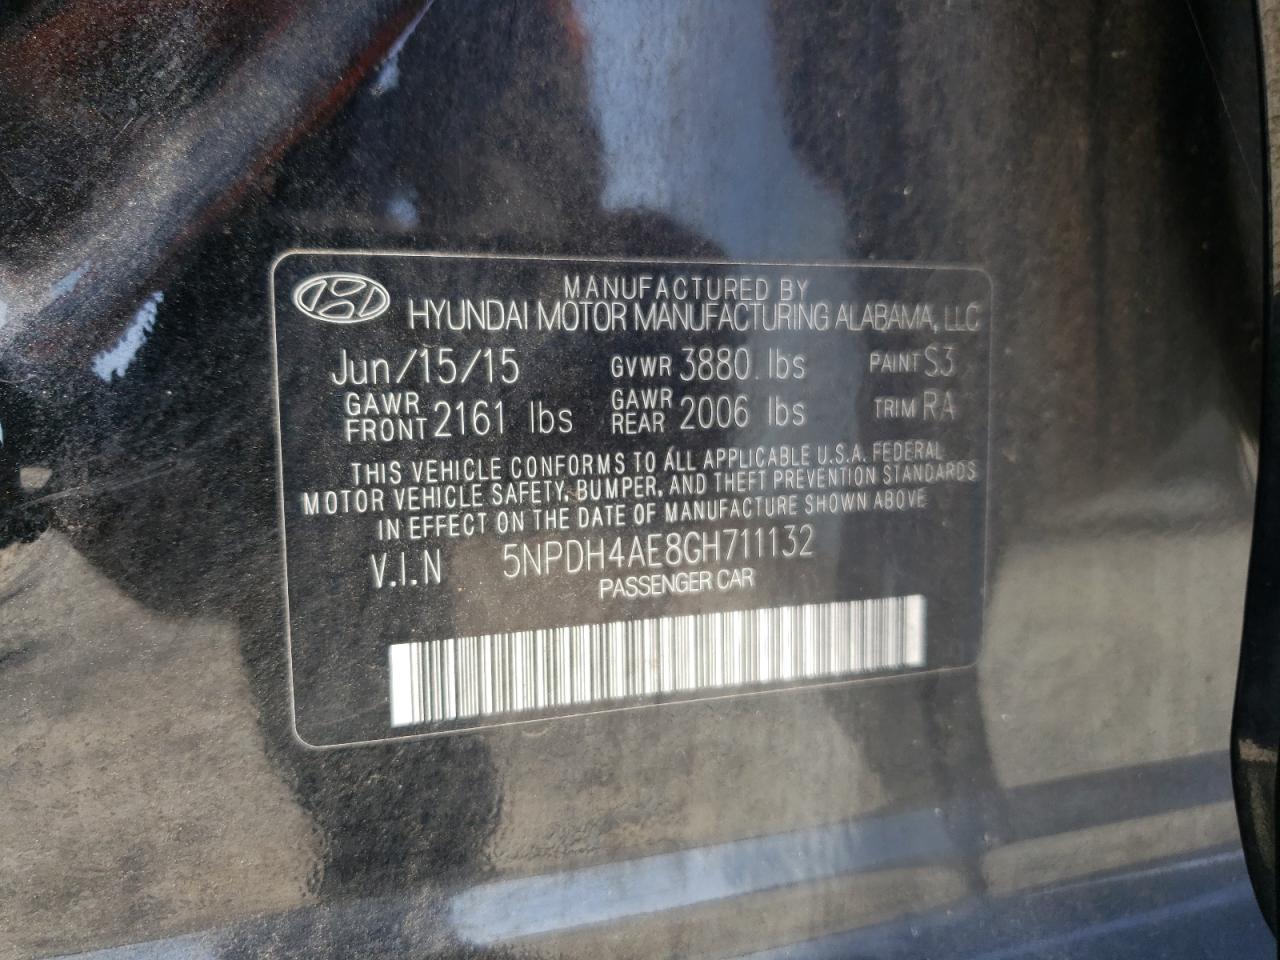 MANUFACTURED BY
HYUNDAI MOTOR MANUFACTURING ALABAMA, LLC
Jun/15/15 GVWR 3880 lbs PAINT S3
GAWR FRONT 2161 lbs GAWR REAR 2006 lbs TRIM RA
THIS VEHICLE CONFORMS TO ALL APPLICABLE U.S.A. FEDERAL
MOTOR VEHICLE SAFETY, BUMPER, AND THEFT PREVENTION STANDARDS
IN EFFECT ON THE DATE OF MANUFACTURE SHOWN ABOVE
V.I.N 5NPDH4AE8GH711132
PASSENGER CAR